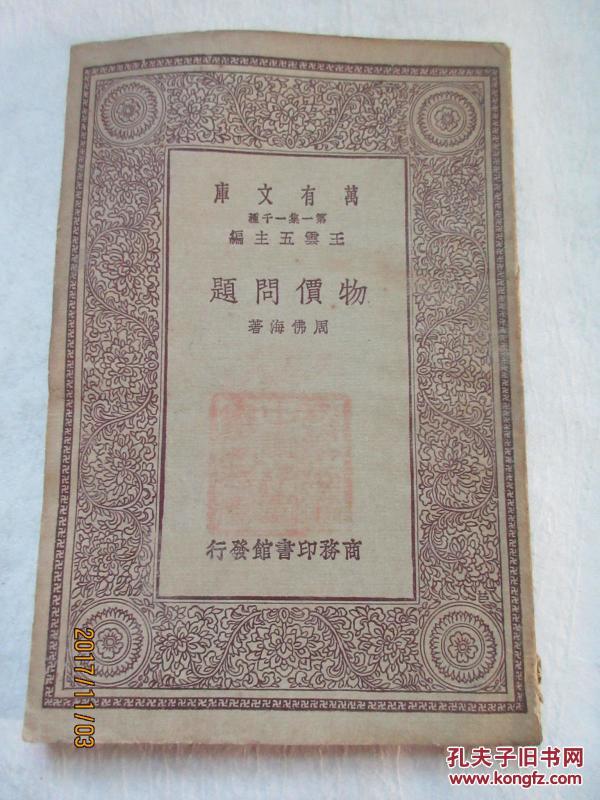 萬有文庫
第一集一千種
王雲五主編
物價問題
周佛海著
商務印書館發行
2017/11/03
孔夫子旧书网
www.kongfz.com